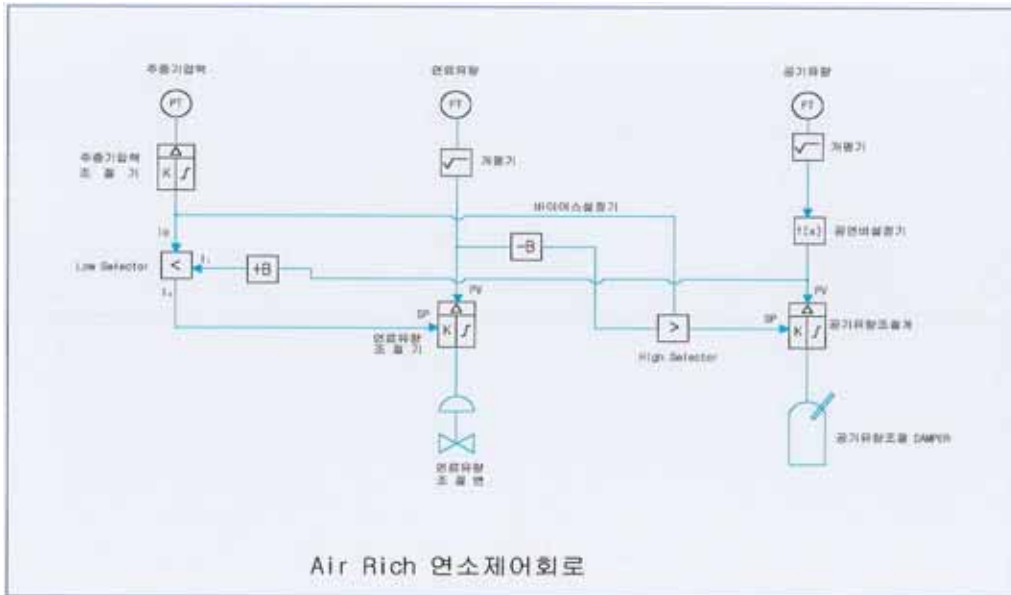 주증기압력
연료유량
공기유량
PT
FT
FT
주증기압력
조 절 기
K ∫
√
개평기
√
개평기
바이어스설정기
f(x)
공연비설정기
Low Selector
<
+B
-B
PV
PV
SP
SP
K ∫
연료유량
조 절 기
>
High Selector
K ∫
공기유량조절계
연료유량
조 절 밴
공기유량조절 DAMPER
Air Rich 연소제어회로